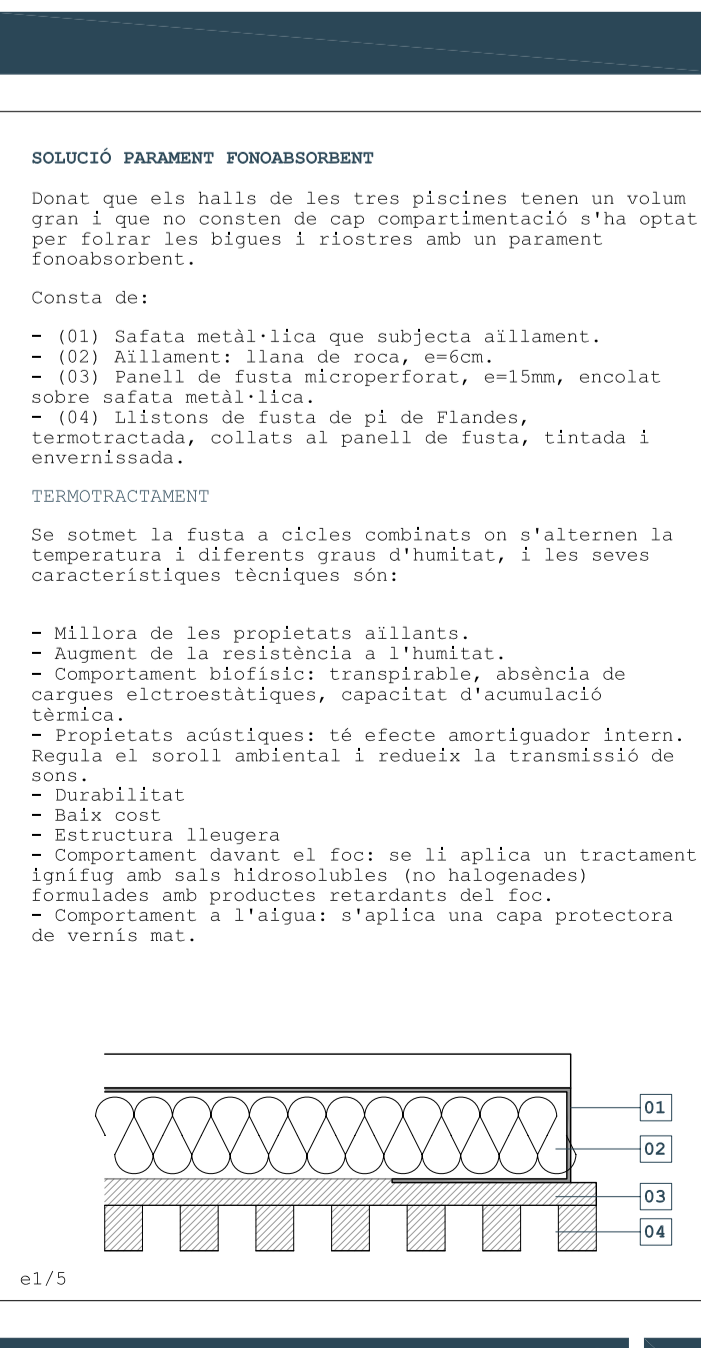 SOLUCIÓ PARAMENT FONOABSORBENT
Donat que els halls de les tres piscines tenen un volum
gran i que no consten de cap compartimentació s'ha optat
per folrar les bigues i riostres amb un parament
fonoabsorbent.
Consta de:
- (01) Safata metàl·lica que subjecta aïllament.
- (02) Aïllament: llana de roca, e=6cm.
- (03) Panell de fusta microperforat, e=15mm, encolat
sobre safata metàl·lica.
- (04) Llistons de fusta de pi de Flandes,
termotractada, collats al panell de fusta, tintada i
envernissada.
TERMOTRACTAMENT
Se sotmet la fusta a cicles combinats on s'alternen la
temperatura i diferents graus d'humitat, i les seves
característiques tècniques són:
- Millora de les propietats aïllants.
- Augment de la resistència a l'humitat.
- Comportament biofísic: transpirable, absència de
cargues elctroestàtiques, capacitat d'acumulació
tèrmica.
- Propietats acústiques: té efecte amortiguador intern.
Regula el soroll ambiental i redueix la transmissió de
sons.
- Durabilitat
- Baix cost
- Estructura lleugera
- Comportament davant el foc: se li aplica un tractament
ignífug amb sals hidrosolubles (no halogenades)
formulades amb productes retardants del foc.
- Comportament a l'aigua: s'aplica una capa protectora
de vernís mat.
01
02
03
04
e1/5